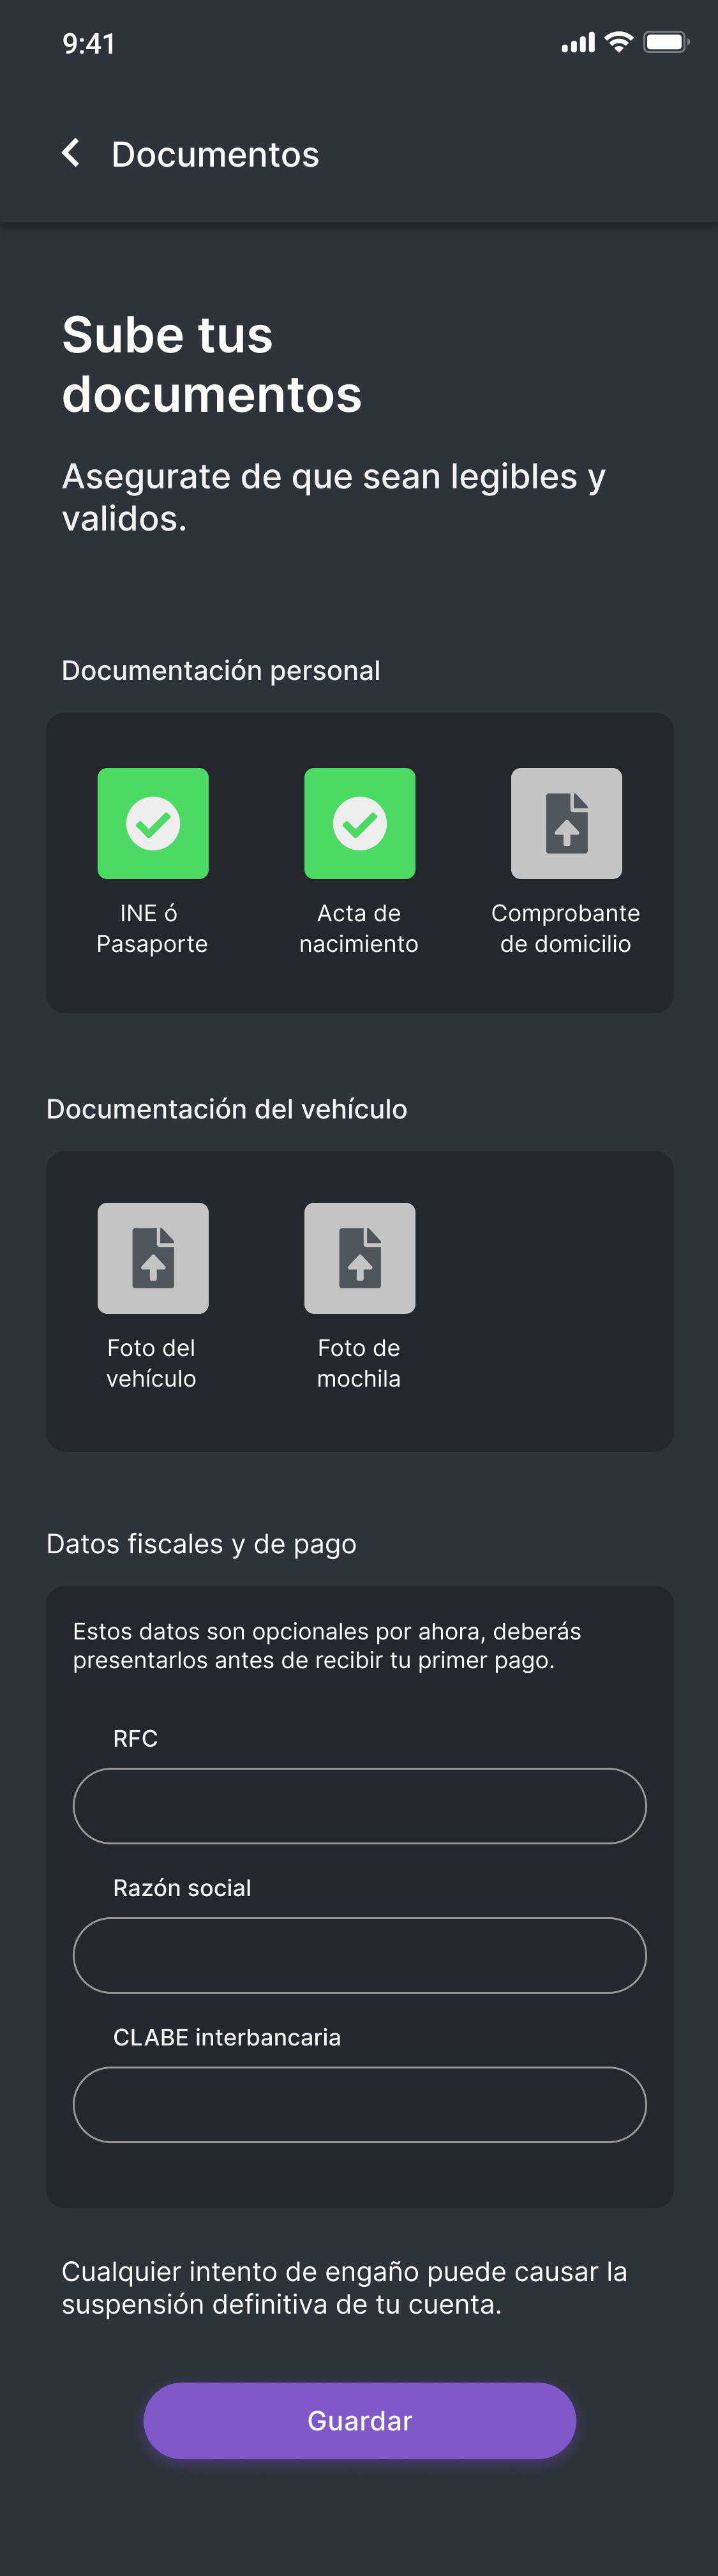 9:41
Documentos
Sube tus
documentos
Asegurate de que sean legibles y
validos.
Documentación personal
INE ó
Pasaporte
Acta de
nacimiento
Comprobante
de domicilio
Documentación del vehículo
Foto del
vehículo
Foto de
mochila
Datos fiscales y de pago
Estos datos son opcionales por ahora, deberás
presentarlos antes de recibir tu primer pago.
RFC
Razón social
CLABE interbancaria
Cualquier intento de engaño puede causar la
suspensión definitiva de tu cuenta.
Guardar